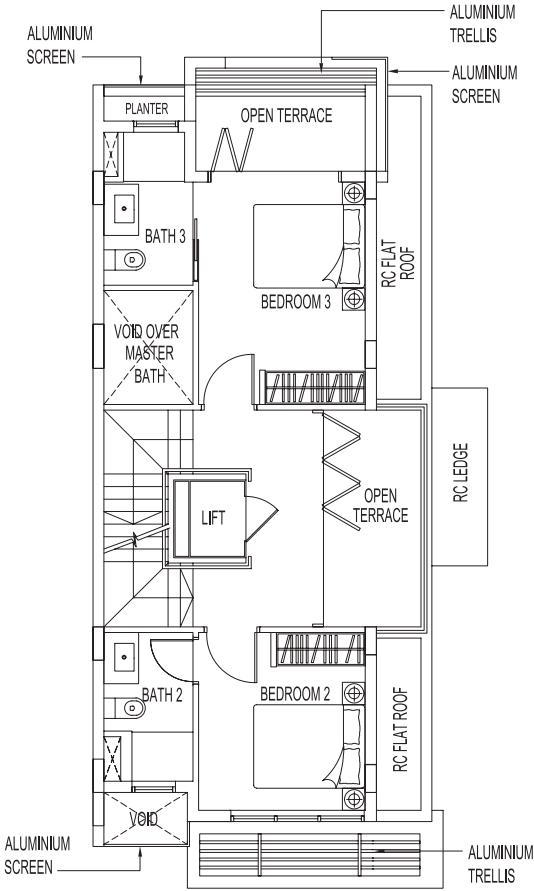 ALUMINIUM
TRELLIS
ALUMINIUM
SCREEN
ALUMINIUM
SCREEN
PLANTER
OPEN TERRACE
BATH 3
RC FLAT
ROOF
BEDROOM 3
VOID OVER
MASTER
BATH
RC LEDGE
OPEN
TERRACE
LIFT
BATH 2
BEDROOM 2
RC FLAT ROOF
VOID
ALUMINIUM
SCREEN
ALUMINIUM
TRELLIS